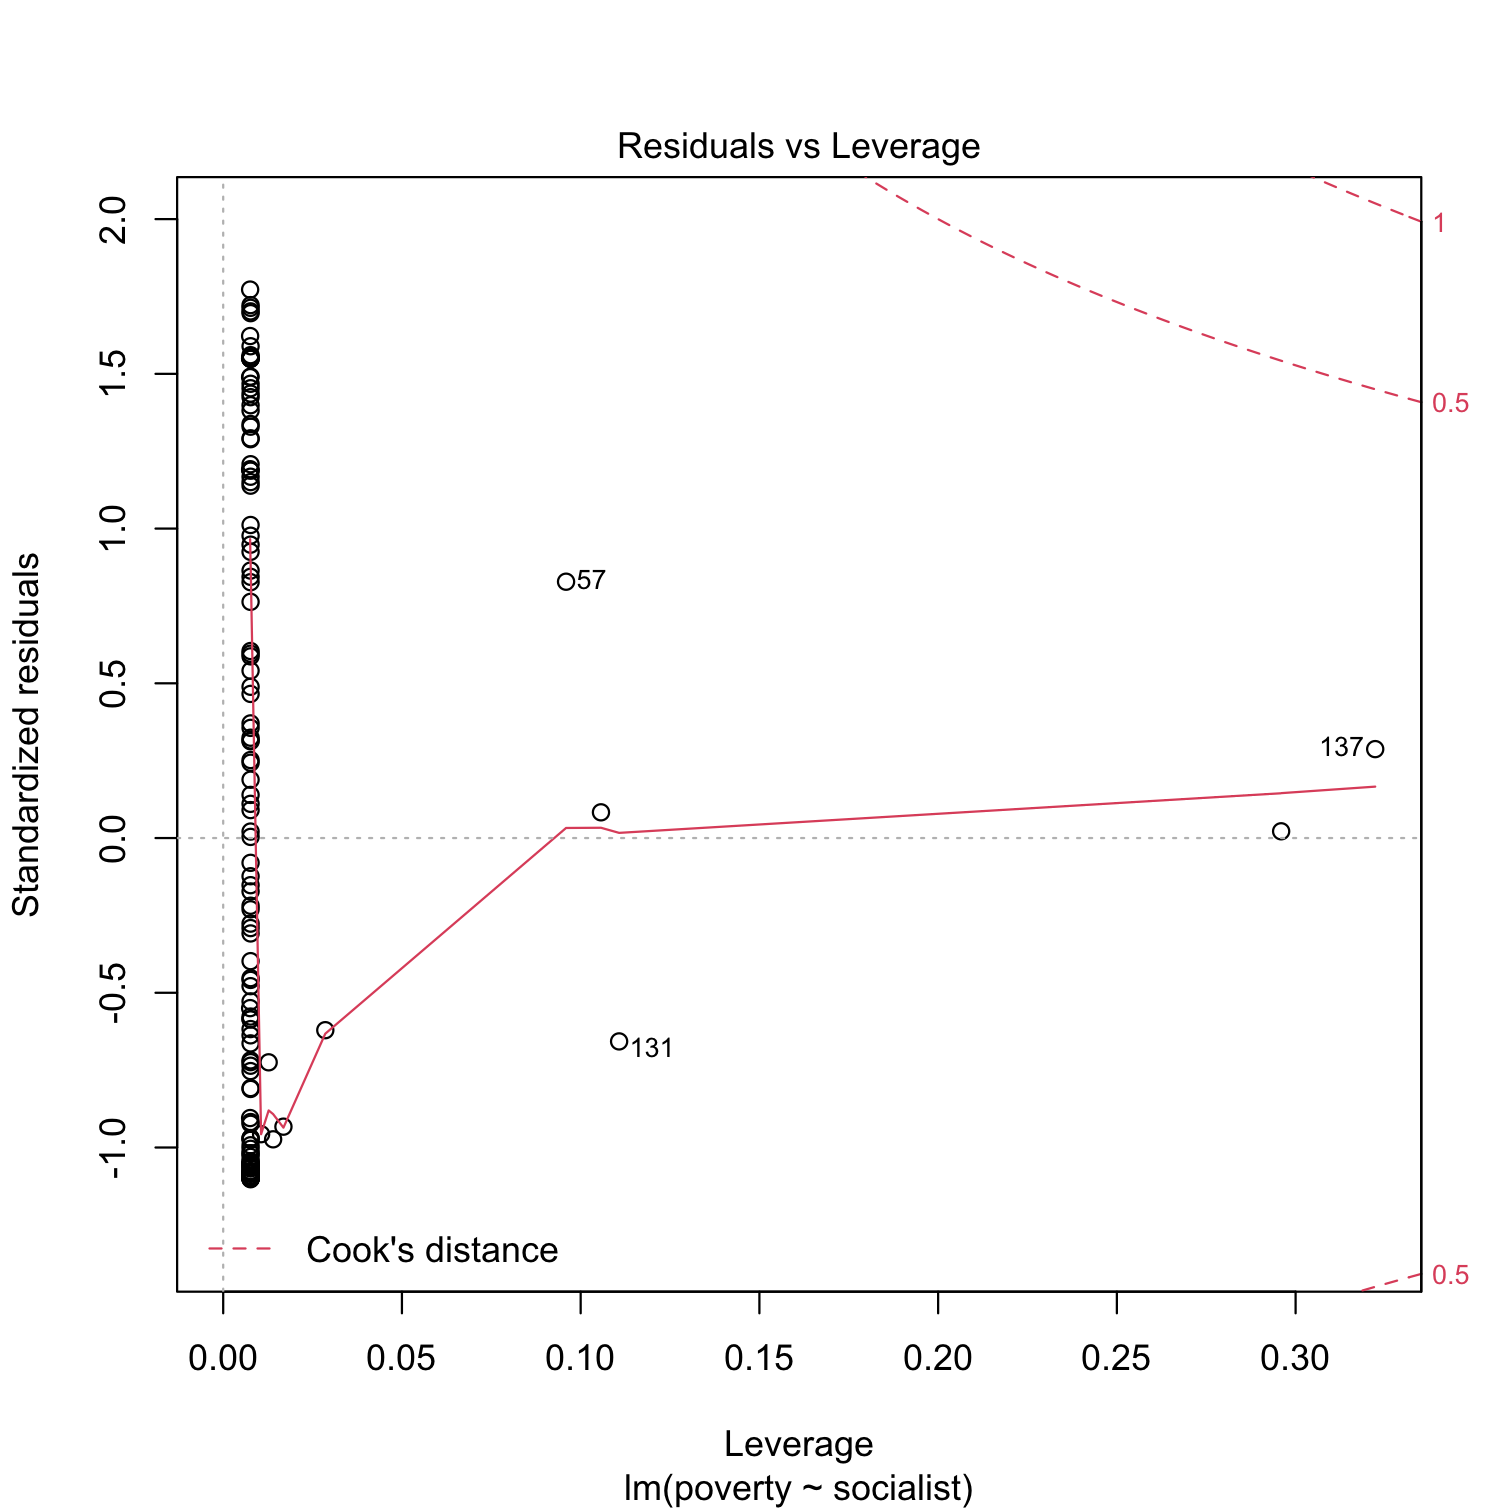 Residuals vs Leverage
Standardized residuals
2.0
1.5
1.0
0.5
0.0
-0.5
-1.0
1
0.5
0.5
57
137
131
Cook's distance
0.00 0.05 0.10 0.15 0.20 0.25 0.30
Leverage
lm(poverty ~ socialist)